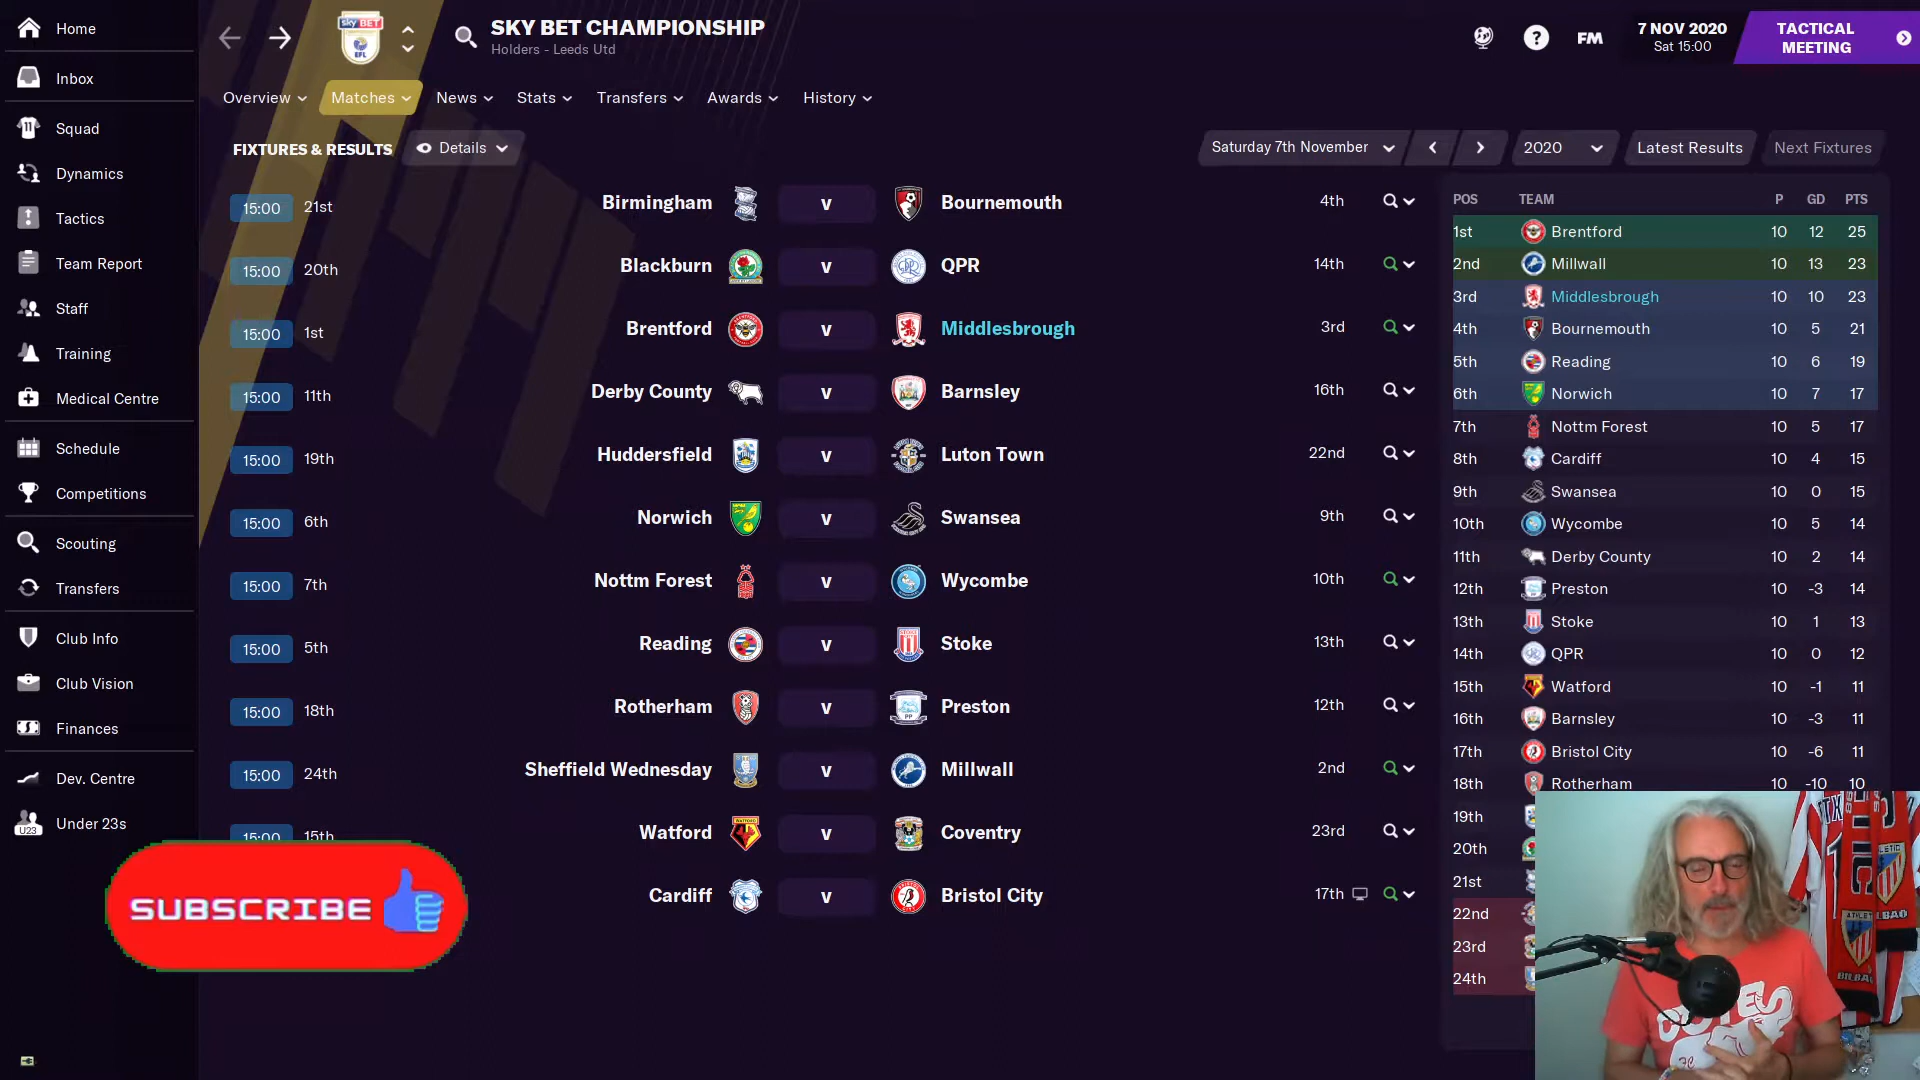 Home
Inbox
Squad
Dynamics
Tactics
Team Report
Staff
Training
Medical Centre
Schedule
Competitions
Scouting
Transfers
Club Info
Club Vision
Finances
Dev. Centre
U23 Under 23s
SKY BET CHAMPIONSHIP
Holders - Leeds Utd
sky BET
EFL
FM
7 NOV 2020
Sat 15:00
TACTICAL
MEETING
Overview Matches News Stats Transfers Awards History
FIXTURES & RESULTS Details Saturday 7th November 2020 Latest Results Next Fixtures
15:00 21st Birmingham v Bournemouth 4th
15:00 20th Blackburn v QPR 14th
15:00 1st Brentford v Middlesbrough 3rd
15:00 11th Derby County v Barnsley 16th
15:00 19th Huddersfield v Luton Town 22nd
15:00 6th Norwich v Swansea 9th
15:00 7th Nottm Forest v Wycombe 10th
15:00 5th Reading v Stoke 13th
15:00 18th Rotherham v Preston 12th
15:00 24th Sheffield Wednesday v Millwall 2nd
15:00 15th Watford v Coventry 23rd
Cardiff v Bristol City 17th
POS TEAM P GD PTS
1st Brentford 10 12 25
2nd Millwall 10 13 23
3rd Middlesbrough 10 10 23
4th Bournemouth 10 5 21
5th Reading 10 6 19
6th Norwich 10 7 17
7th Nottm Forest 10 5 17
8th Cardiff 10 4 15
9th Swansea 10 0 15
10th Wycombe 10 5 14
11th Derby County 10 2 14
12th Preston 10 -3 14
13th Stoke 10 1 13
14th QPR 10 0 12
15th Watford 10 -1 11
16th Barnsley 10 -3 11
17th Bristol City 10 -6 11
18th Rotherham 10 -10 10
19th
20th
21st
22nd
23rd
24th
SUBSCRIBE